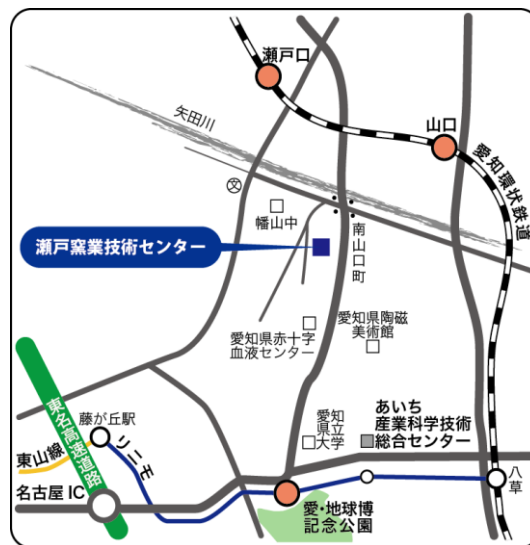 瀬戸口
山口
矢田川
愛知環状鉄道
文
幡山中
瀬戸窯業技術センター
南山口町
愛知県赤十字
血液センター
愛知県陶磁
美術館
東名高速道路
藤が丘駅
リニモ
東山線
名古屋 IC
愛知県立
大学
あいち
産業科学技術
総合センター
八草
愛・地球博
記念公園